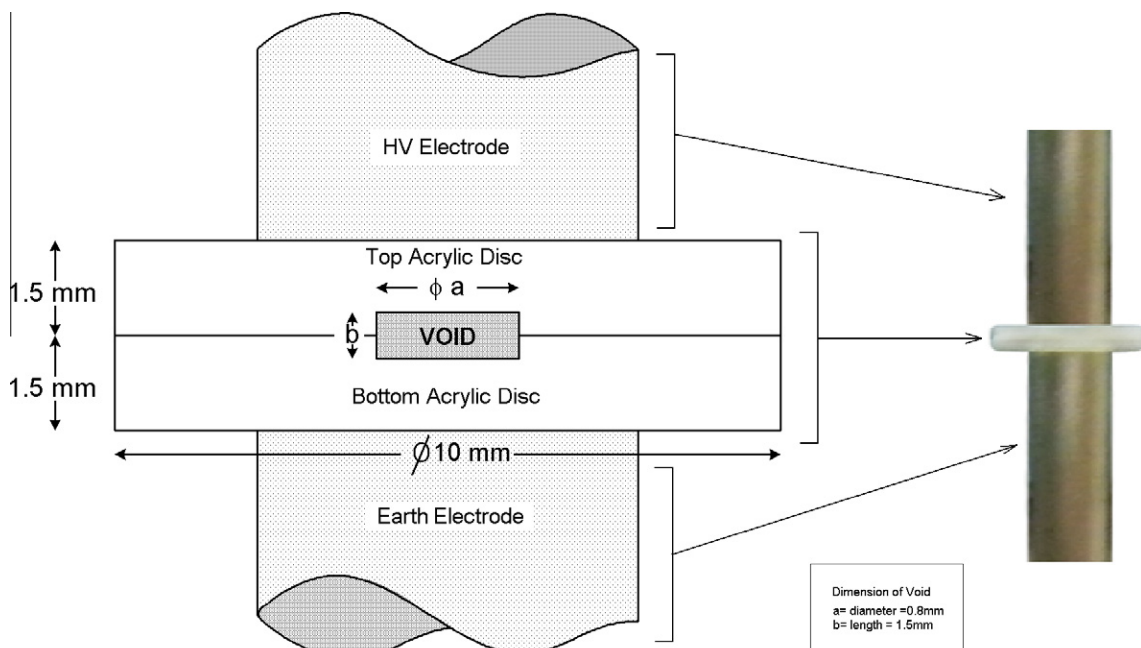 HV Electrode
Top Acrylic Disc
ϕ a
1.5 mm
b
VOID
1.5 mm
Bottom Acrylic Disc
∅10 mm
Earth Electrode
Dimension of Void
a= diameter =0.8mm
b= length = 1.5mm